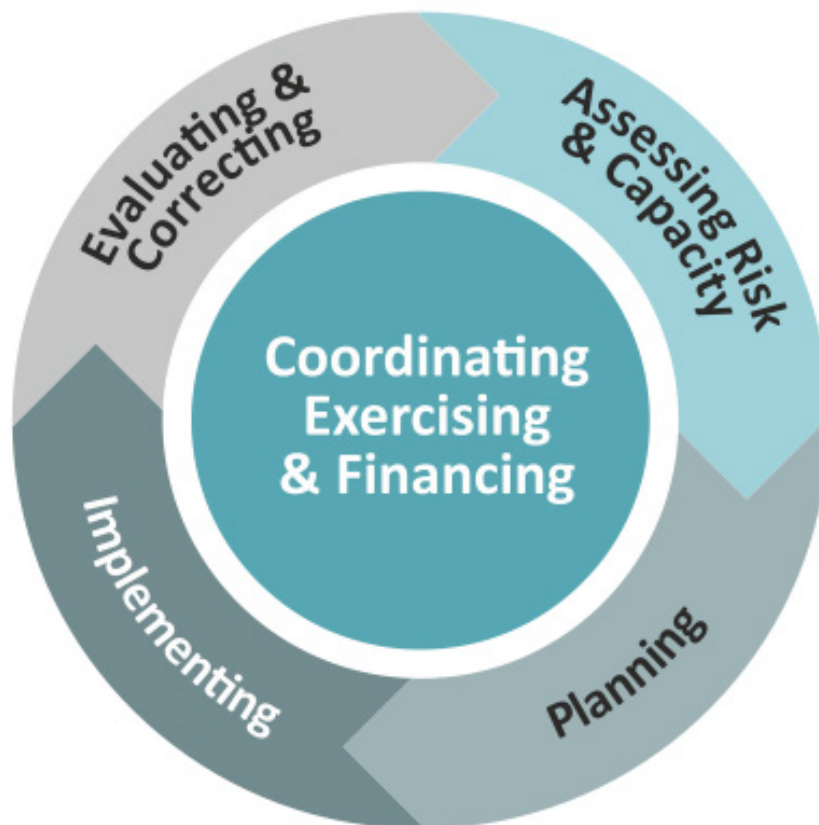 Evaluating &
Correcting
Assessing Risk
& Capacity
Coordinating
Exercising
& Financing
Implementing
Planning